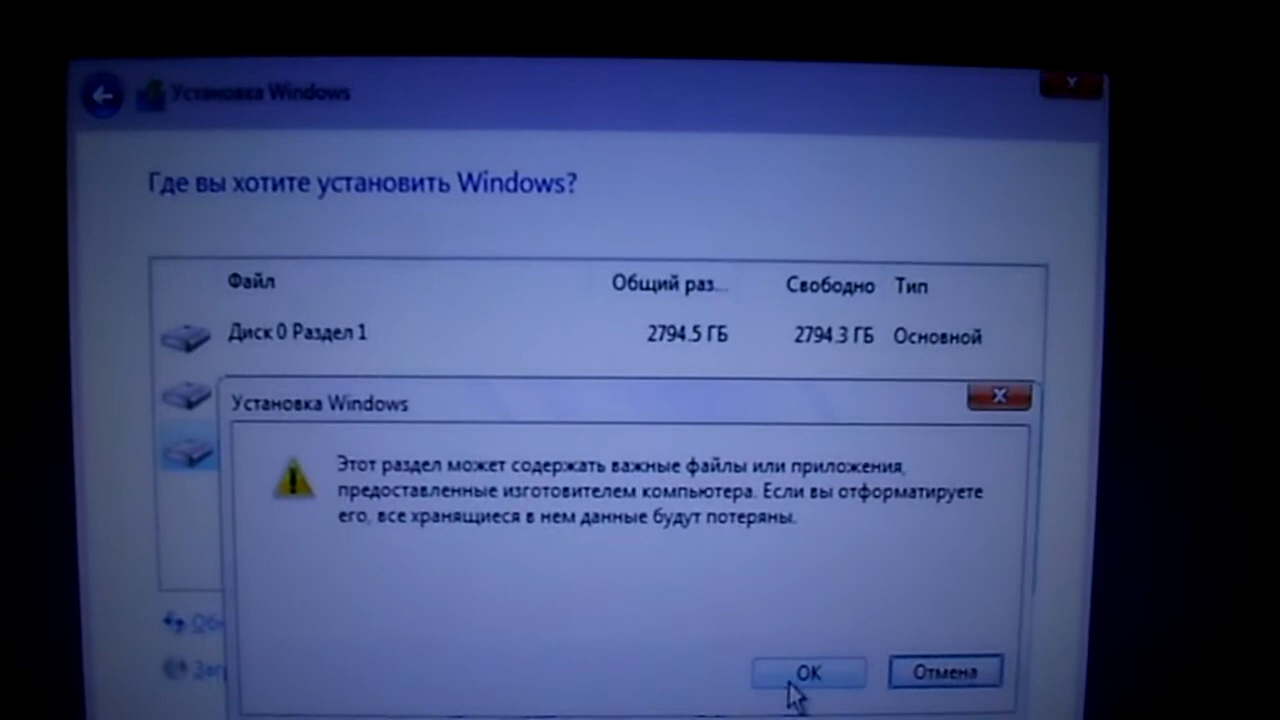 Установка Windows
Где вы хотите установить Windows?
Файл Общий раз... Свободно Тип
Диск 0 Раздел 1 2794.5 ГБ 2794.3 ГБ Основной
Установка Windows
Этот раздел может содержать важные файлы или приложения,
предоставленные изготовителем компьютера. Если вы отформатируете
его, все хранящиеся в нем данные будут потеряны.
ОК Отмена